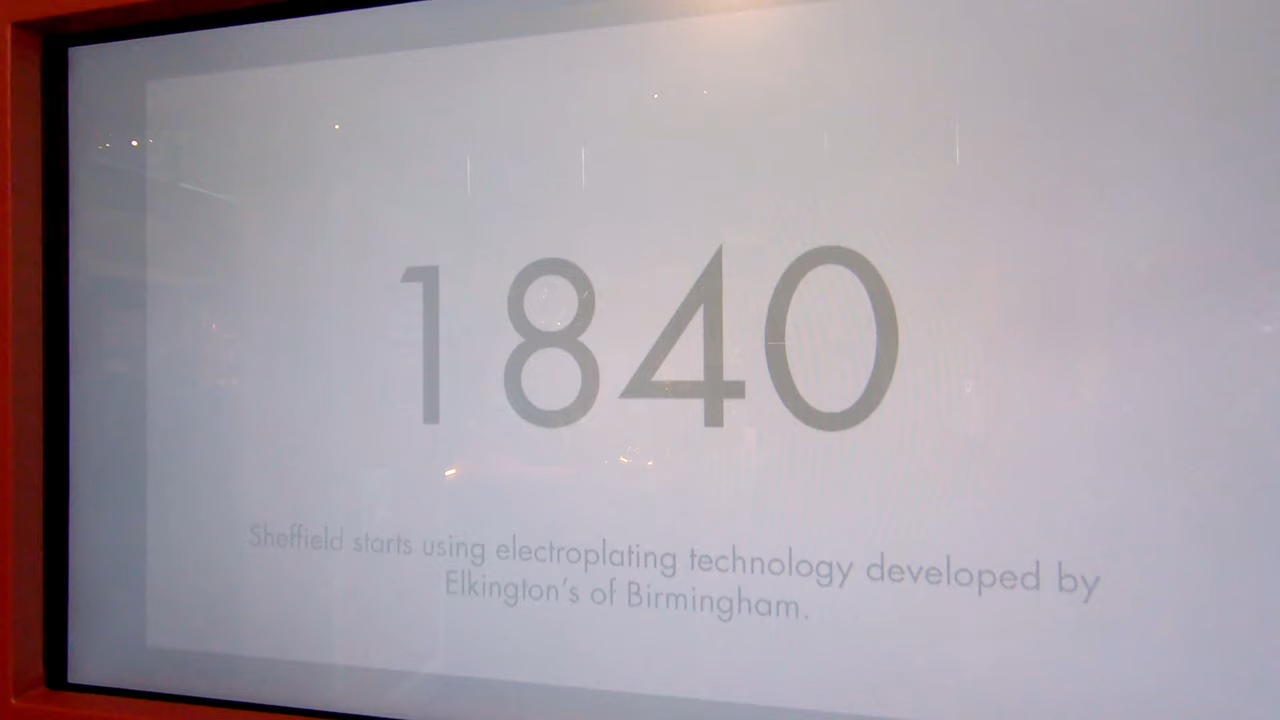 1840
Sheffield starts using electroplating technology developed by
Elkington's of Birmingham.